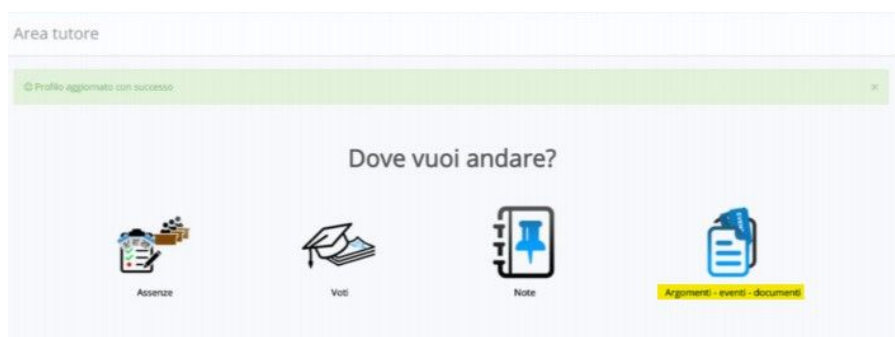 Area tutore
Profilo aggiornato con successo
×
Dove vuoi andare?
Assenze
Voti
Note
Argomenti - eventi - documenti